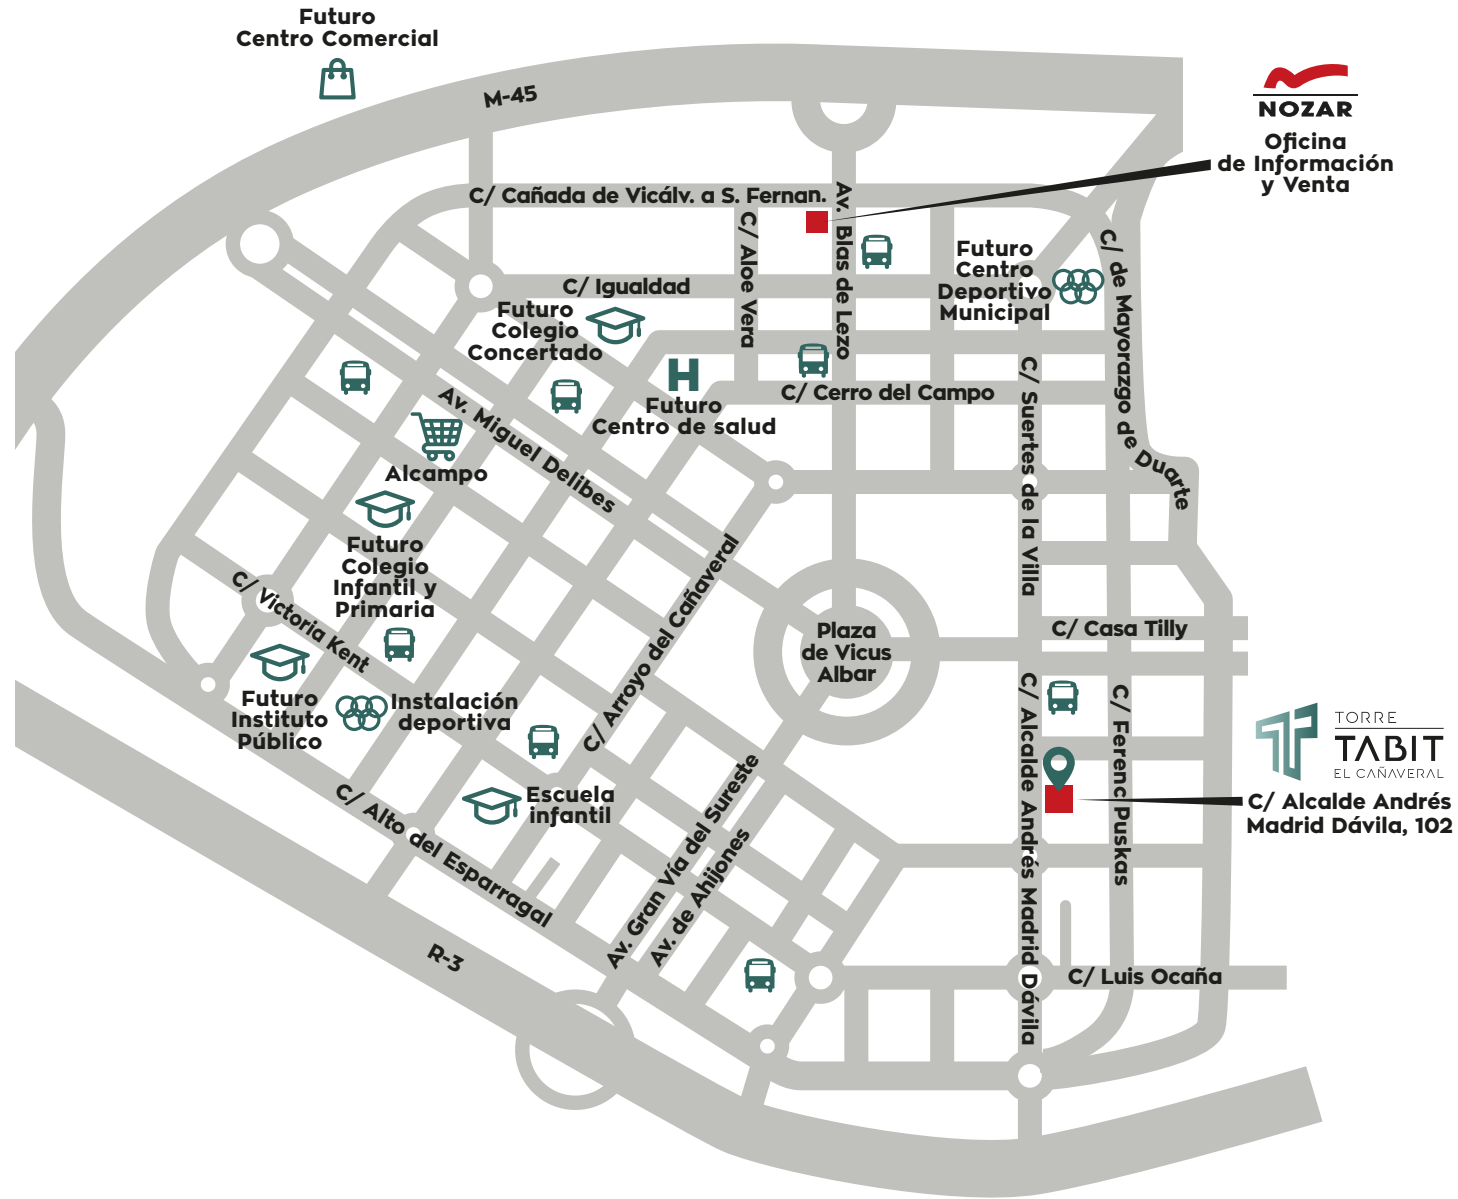 Futuro
Centro Comercial
M-45
NOZAR
Oficina
de Información
y Venta
C/ Cañada de Vicálv. a S. Fernan.
Av. Blas de Lezo
C/ Aloe Vera
C/ de Mayorazgo de Duarte
Futuro
Centro
Deportivo
Municipal
C/ Igualdad
Futuro
Colegio
Concertado
Futuro
Centro de salud
C/ Cerro del Campo
C/ Suertes de la Villa
Av. Miguel Delibes
Alcampo
Futuro
Colegio
Infantil y
Primaria
C/ Victoria Kent
C/ Arroyo del Cañaveral
Plaza
de Vicus
Albar
C/ Casa Tilly
Futuro
Instituto
Público
Instalación
deportiva
C/ Alcalde Andrés Madrid Dávila
C/ Ferenc Puskas
TORRE
TABIT
EL CAÑAVERAL
C/ Alcalde Andrés
Madrid Dávila, 102
Escuela
infantil
C/ Alto del Esparragal
Av. Gran Vía del Sureste
Av. de Ahijones
R-3
C/ Luis Ocaña